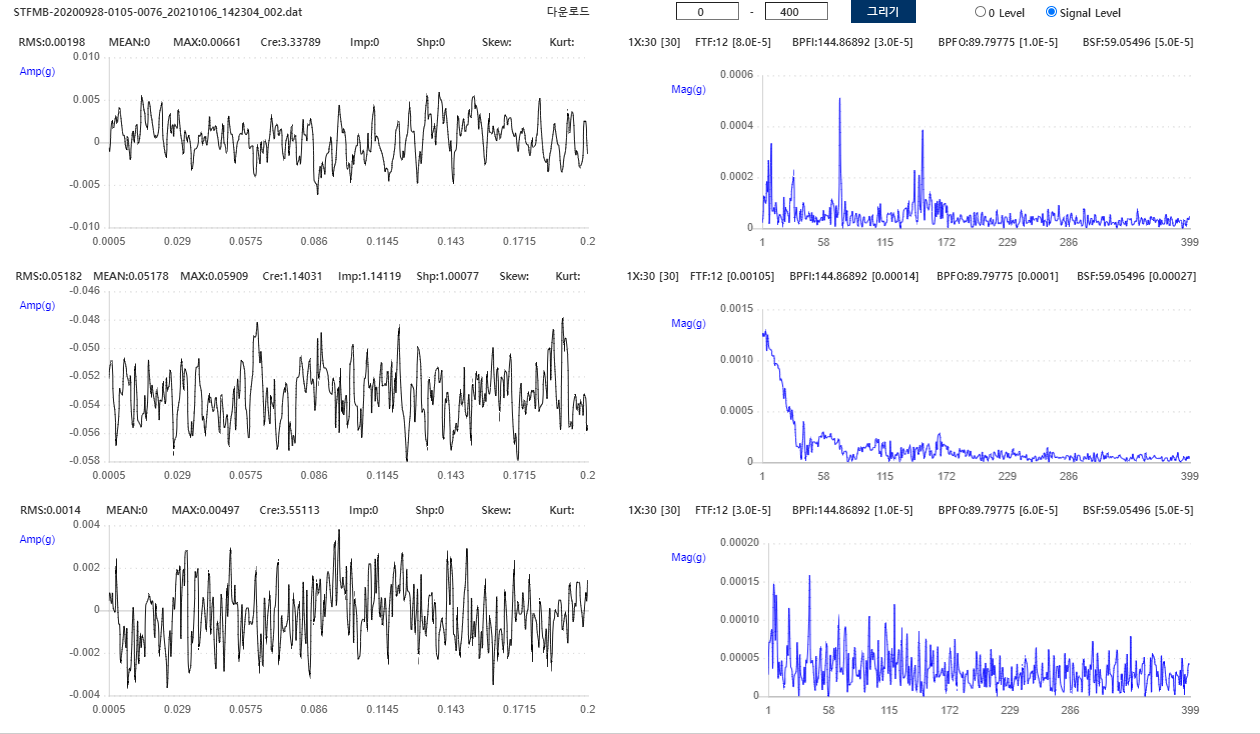 STFMB-20200928-0105-0076_20210106_142304_002.dat 다운로드 0 - 400 그리기 0 Level Signal Level
RMS:0.00198 MEAN:0 MAX:0.00661 Cre:3.33789 Imp:0 Shp:0 Skew: Kurt:
1X:30 [30] FTF:12 [8.0E-5] BPFI:144.86892 [3.0E-5] BPFO:89.79775 [1.0E-5] BSF:59.05496 [5.0E-5]
Amp(g)
0.010
0.005
0
-0.005
-0.010
0.0005 0.029 0.0575 0.086 0.1145 0.143 0.1715 0.2
Mag(g)
0.0006
0.0004
0.0002
0
1 58 115 172 229 286 399
RMS:0.05182 MEAN:0.05178 MAX:0.05909 Cre:1.14031 Imp:1.14119 Shp:1.00077 Skew: Kurt:
1X:30 [30] FTF:12 [0.00105] BPFI:144.86892 [0.00014] BPFO:89.79775 [0.0001] BSF:59.05496 [0.00027]
Amp(g)
-0.046
-0.048
-0.050
-0.052
-0.054
-0.056
-0.058
0.0005 0.029 0.0575 0.086 0.1145 0.143 0.1715 0.2
Mag(g)
0.0015
0.0010
0.0005
0
1 58 115 172 229 286 399
RMS:0.0014 MEAN:0 MAX:0.00497 Cre:3.55113 Imp:0 Shp:0 Skew: Kurt:
1X:30 [30] FTF:12 [3.0E-5] BPFI:144.86892 [1.0E-5] BPFO:89.79775 [6.0E-5] BSF:59.05496 [5.0E-5]
Amp(g)
0.004
0.002
0
-0.002
-0.004
0.0005 0.029 0.0575 0.086 0.1145 0.143 0.1715 0.2
Mag(g)
0.00020
0.00015
0.00010
0.00005
0
1 58 115 172 229 286 399